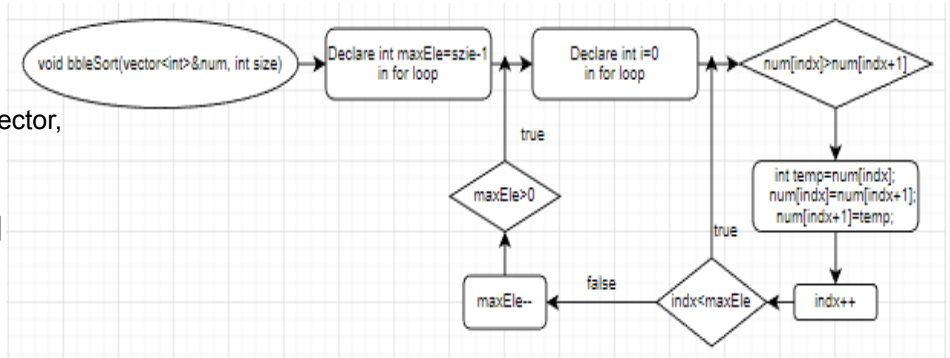 void bbleSort(vector<int>&num, int size)
Declare int maxEle=szie-1
in for loop
Declare int i=0
in for loop
num[indx]>num[indx+1]
ector,
true
int temp=num[indx];
num[indx]=num[indx+1];
num[indx+1]=temp;
maxEle>0
true
false
maxEle--
indx<maxEle
indx++